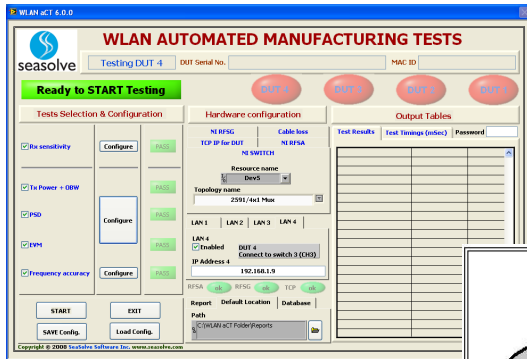 WLAN aCT 6.0.0
seasolve
WLAN AUTOMATED MANUFACTURING TESTS
Testing DUT 4
DUT Serial No.
MAC ID
Ready to START Testing
DUT 4
Tests Selection & Configuration
Hardware configuration
Output Tables
Rx sensitivity
Configure
PASS
Tx Power + OBW
PASS
PSD
Configure
PASS
EVM
PASS
Frequency accuracy
Configure
PASS
START
EXIT
SAVE Config.
Load Config.
NI RFSG
Cable loss
TCP IP for DUT
NI RFSA
NI SWITCH
Resource name
Dev5
Topology name
2591/4x1 Mux
LAN 1
LAN 2
LAN 3
LAN 4
LAN 4
Enabled
DUT 4
Connect to switch 3 (CH3)
IP Address 4
192.168.1.9
RFSA
ok
RFSG
ok
TCP
ok
Report
Default Location
Database
Path
C:\WLAN aCT Folder\Reports
Test Results
Test Timings (mSec)
Password
Copyright © 2008 SeaSolve Software Inc. www.seasolve.com